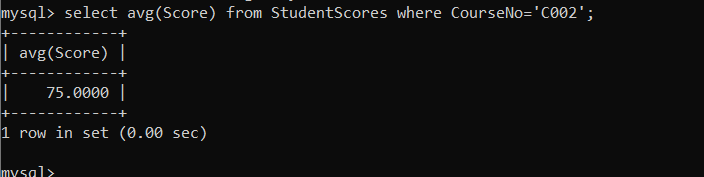 mysql> select avg(Score) from StudentScores where CourseNo='C002';
+------------+
| avg(Score) |
+------------+
|    75.0000 |
+------------+
1 row in set (0.00 sec)
mysql>